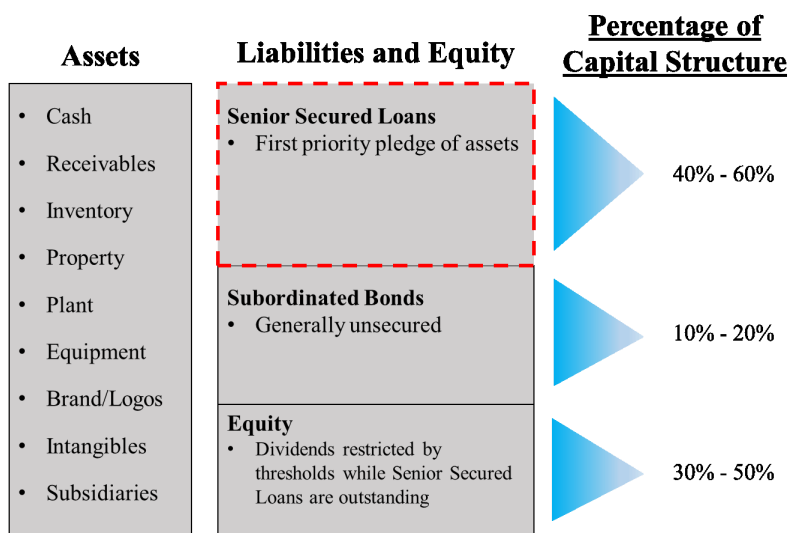 Assets
• Cash
• Receivables
• Inventory
• Property
• Plant
• Equipment
• Brand/Logos
• Intangibles
• Subsidiaries
Liabilities and Equity
Senior Secured Loans
• First priority pledge of assets
Subordinated Bonds
• Generally unsecured
Equity
• Dividends restricted by
thresholds while Senior Secured
Loans are outstanding
Percentage of
Capital Structure
40% - 60%
10% - 20%
30% - 50%